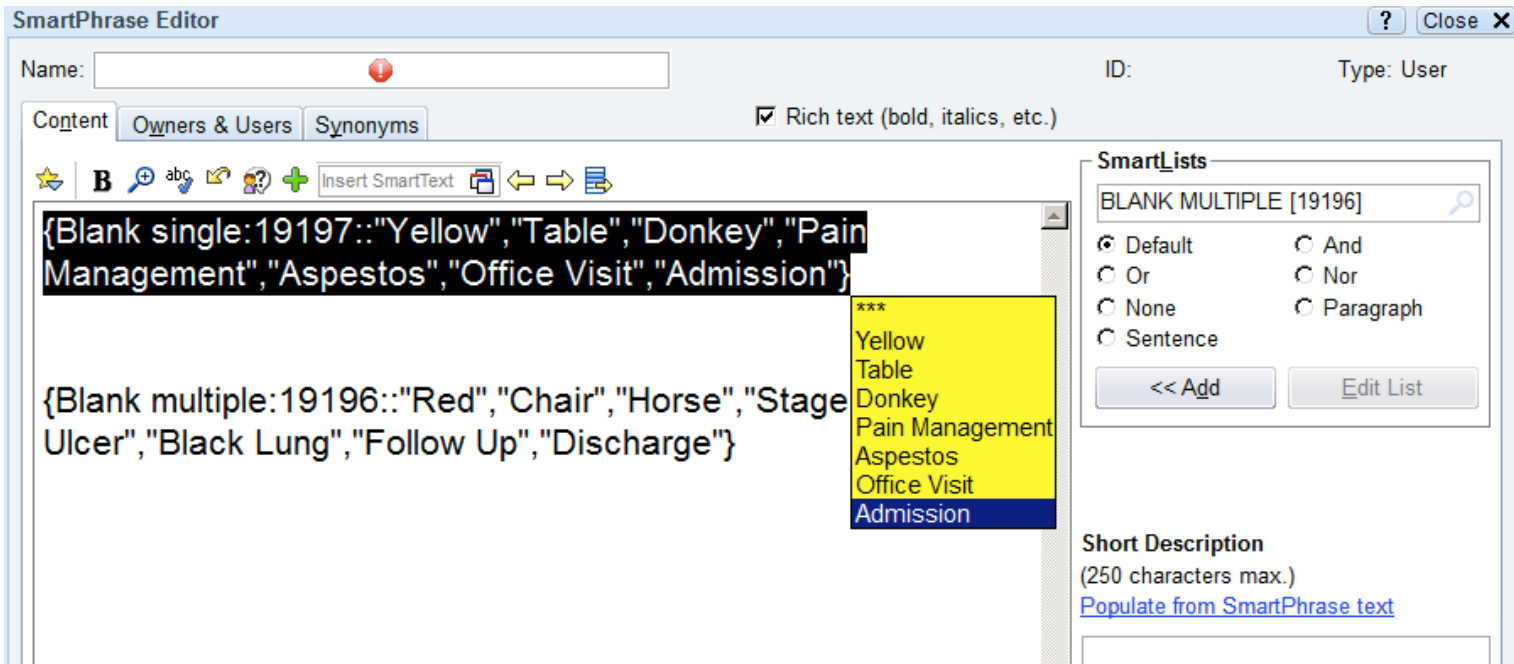 SmartPhrase Editor
? Close X
Name:
ID:
Type: User
Content Owners & Users Synonyms
Rich text (bold, italics, etc.)
B abc Insert SmartText
{Blank single:19197::"Yellow","Table","Donkey","Pain
Management","Aspestos","Office Visit","Admission"}
***
Yellow
Table
Donkey
Pain Management
Aspestos
Office Visit
Admission
{Blank multiple:19196::"Red","Chair","Horse","Stage
Ulcer","Black Lung","Follow Up","Discharge"}
SmartLists
BLANK MULTIPLE [19196]
Default And
Or Nor
None Paragraph
Sentence
<< Add Edit List
Short Description
(250 characters max.)
Populate from SmartPhrase text